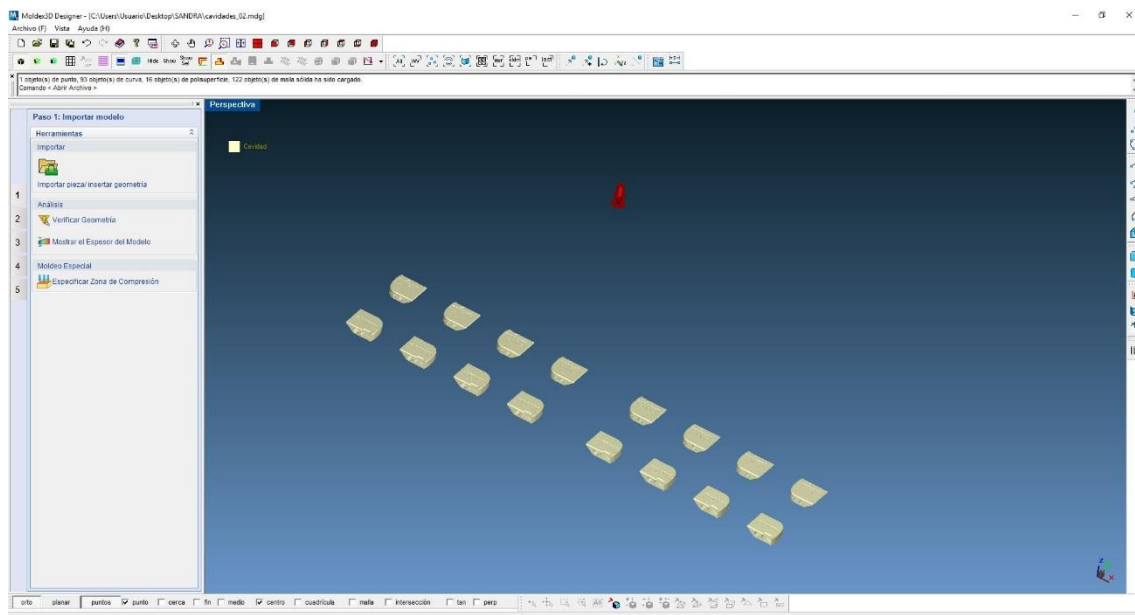 Moldex3D Designer - [C:\Users\Usuario\Desktop\SANDRA\cavidades_02.mdg]
Archivo (F) Vista Ayuda (H)
Hide Show Show Sel
1 objeto(s) de punto, 93 objeto(s) de curva, 16 objeto(s) de polisuperficie, 122 objeto(s) de malla sólida ha sido cargado.
Comando < Abrir Archivo >
Perspectiva
Paso 1: Importar modelo
Herramientas
Importar
Importar pieza/ insertar geometría
Análisis
Verificar Geometría
Mostrar el Espesor del Modelo
Moldeo Especial
Especificar Zona de Compresión
1
2
3
4
5
Cavidad
z
x
orto planar puntos punto cerca fin medio centro cuadrícula malla intersección tan perp